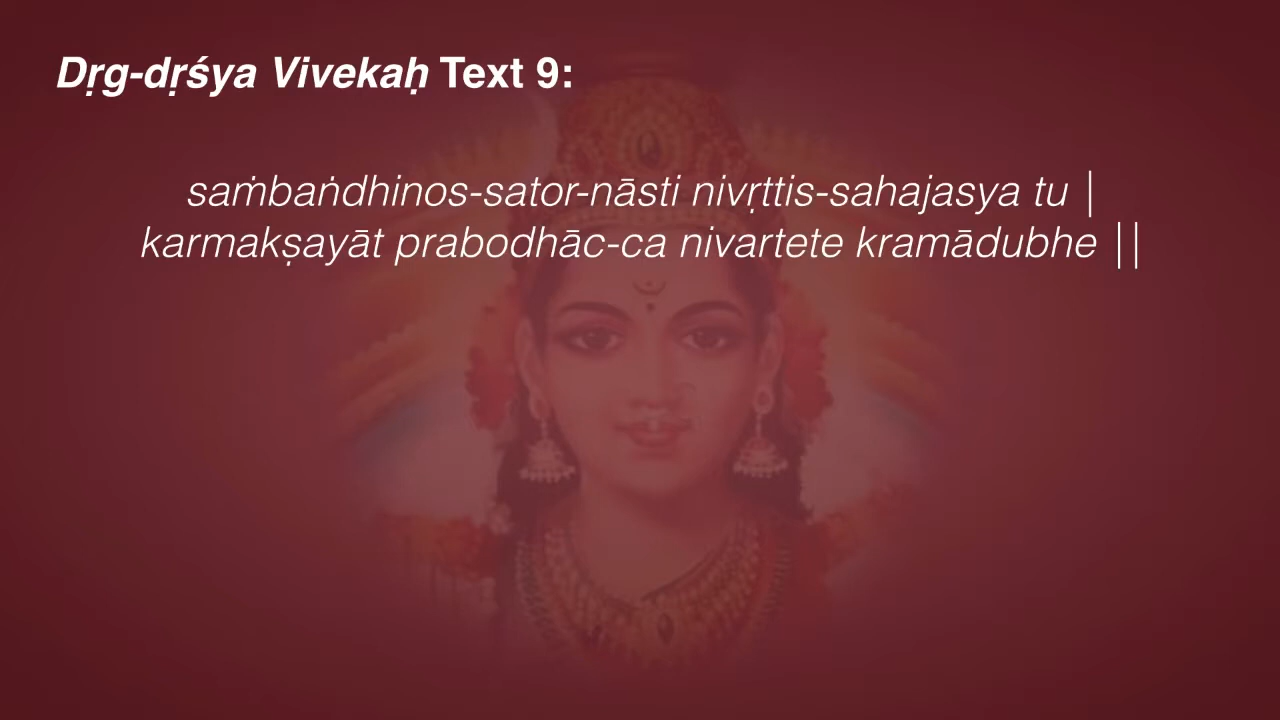 Dṛg-dṛśya Vivekaḥ Text 9:
saṁbaṅdhinos-sator-nāsti nivṛttis-sahajasya tu |
karmakṣayāt prabodhāc-ca nivartete kramādubhe ||